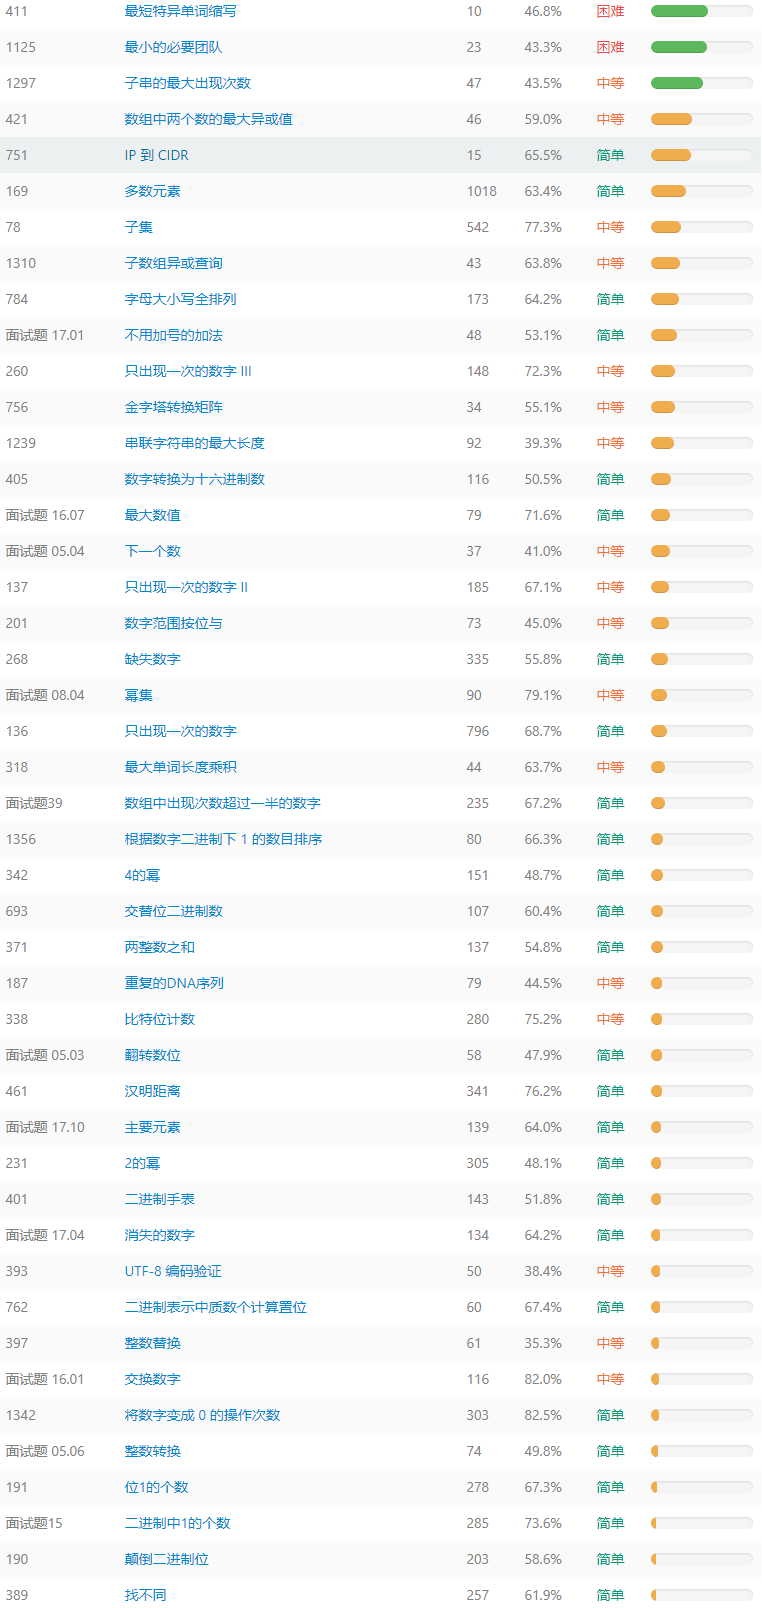 411 最短特异单词缩写 10 46.8% 困难
1125 最小的必要团队 23 43.3% 困难
1297 子串的最大出现次数 47 43.5% 中等
421 数组中两个数的最大异或值 46 59.0% 中等
751 IP 到 CIDR 15 65.5% 简单
169 多数元素 1018 63.4% 简单
78 子集 542 77.3% 中等
1310 子数组异或查询 43 63.8% 中等
784 字母大小写全排列 173 64.2% 简单
面试题 17.01 不用加号的加法 48 53.1% 简单
260 只出现一次的数字 III 148 72.3% 中等
756 金字塔转换矩阵 34 55.1% 中等
1239 串联字符串的最大长度 92 39.3% 中等
405 数字转换为十六进制数 116 50.5% 简单
面试题 16.07 最大数值 79 71.6% 简单
面试题 05.04 下一个数 37 41.0% 中等
137 只出现一次的数字 II 185 67.1% 中等
201 数字范围按位与 73 45.0% 中等
268 缺失数字 335 55.8% 简单
面试题 08.04 幂集 90 79.1% 中等
136 只出现一次的数字 796 68.7% 简单
318 最大单词长度乘积 44 63.7% 中等
面试题39 数组中出现次数超过一半的数字 235 67.2% 简单
1356 根据数字二进制下 1 的数目排序 80 66.3% 简单
342 4的幂 151 48.7% 简单
693 交替位二进制数 107 60.4% 简单
371 两整数之和 137 54.8% 简单
187 重复的DNA序列 79 44.5% 中等
338 比特位计数 280 75.2% 中等
面试题 05.03 翻转数位 58 47.9% 简单
461 汉明距离 341 76.2% 简单
面试题 17.10 主要元素 139 64.0% 简单
231 2的幂 305 48.1% 简单
401 二进制手表 143 51.8% 简单
面试题 17.04 消失的数字 134 64.2% 简单
393 UTF-8 编码验证 50 38.4% 中等
762 二进制表示中质数个计算置位 60 67.4% 简单
397 整数替换 61 35.3% 中等
面试题 16.01 交换数字 116 82.0% 中等
1342 将数字变成 0 的操作次数 303 82.5% 简单
面试题 05.06 整数转换 74 49.8% 简单
191 位1的个数 278 67.3% 简单
面试题15 二进制中1的个数 285 73.6% 简单
190 颠倒二进制位 203 58.6% 简单
389 找不同 257 61.9% 简单